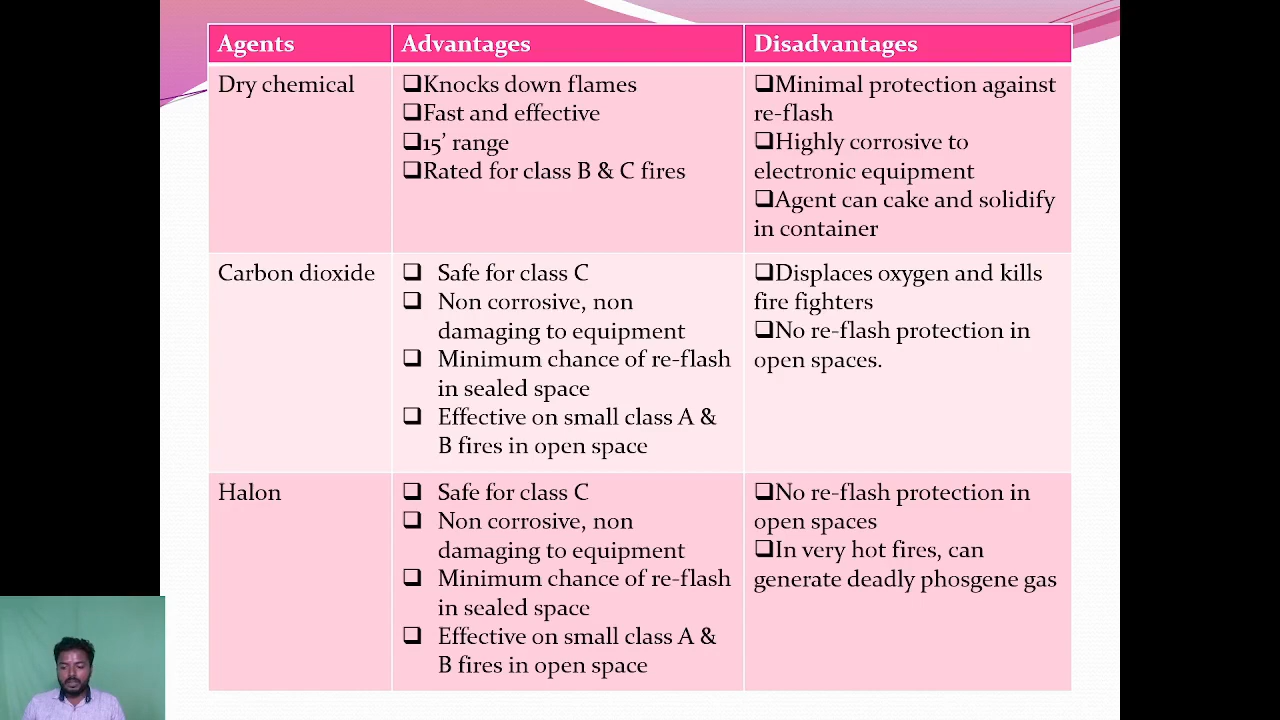 Agents
Advantages
Disadvantages
Dry chemical
❑Knocks down flames
❑Fast and effective
❑15’ range
❑Rated for class B & C fires
❑Minimal protection against
re-flash
❑Highly corrosive to
electronic equipment
❑Agent can cake and solidify
in container
Carbon dioxide
❑ Safe for class C
❑ Non corrosive, non
damaging to equipment
❑ Minimum chance of re-flash
in sealed space
❑ Effective on small class A &
B fires in open space
❑Displaces oxygen and kills
fire fighters
❑No re-flash protection in
open spaces.
Halon
❑ Safe for class C
❑ Non corrosive, non
damaging to equipment
❑ Minimum chance of re-flash
in sealed space
❑ Effective on small class A &
B fires in open space
❑No re-flash protection in
open spaces
❑In very hot fires, can
generate deadly phosgene gas